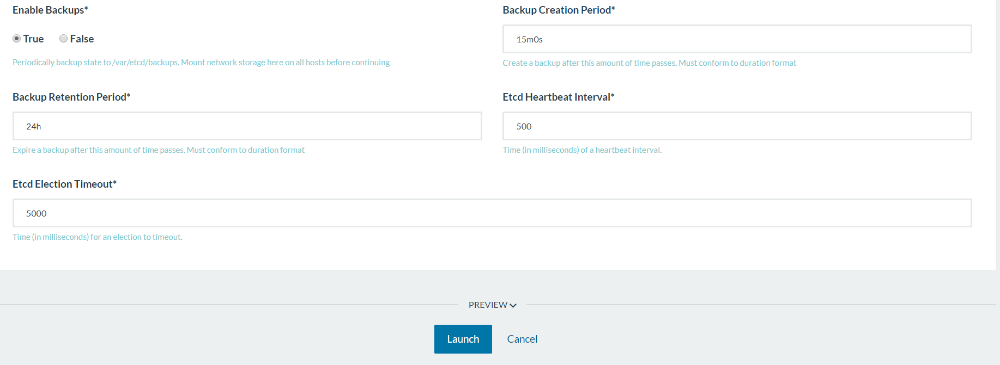 Enable Backups*
True False
Periodically backup state to /var/etcd/backups. Mount network storage here on all hosts before continuing
Backup Creation Period*
15m0s
Create a backup after this amount of time passes. Must conform to duration format
Backup Retention Period*
24h
Expire a backup after this amount of time passes. Must conform to duration format
Etcd Heartbeat Interval*
500
Time (in milliseconds) of a heartbeat interval.
Etcd Election Timeout*
5000
Time (in milliseconds) for an election to timeout.
PREVIEW
Launch Cancel